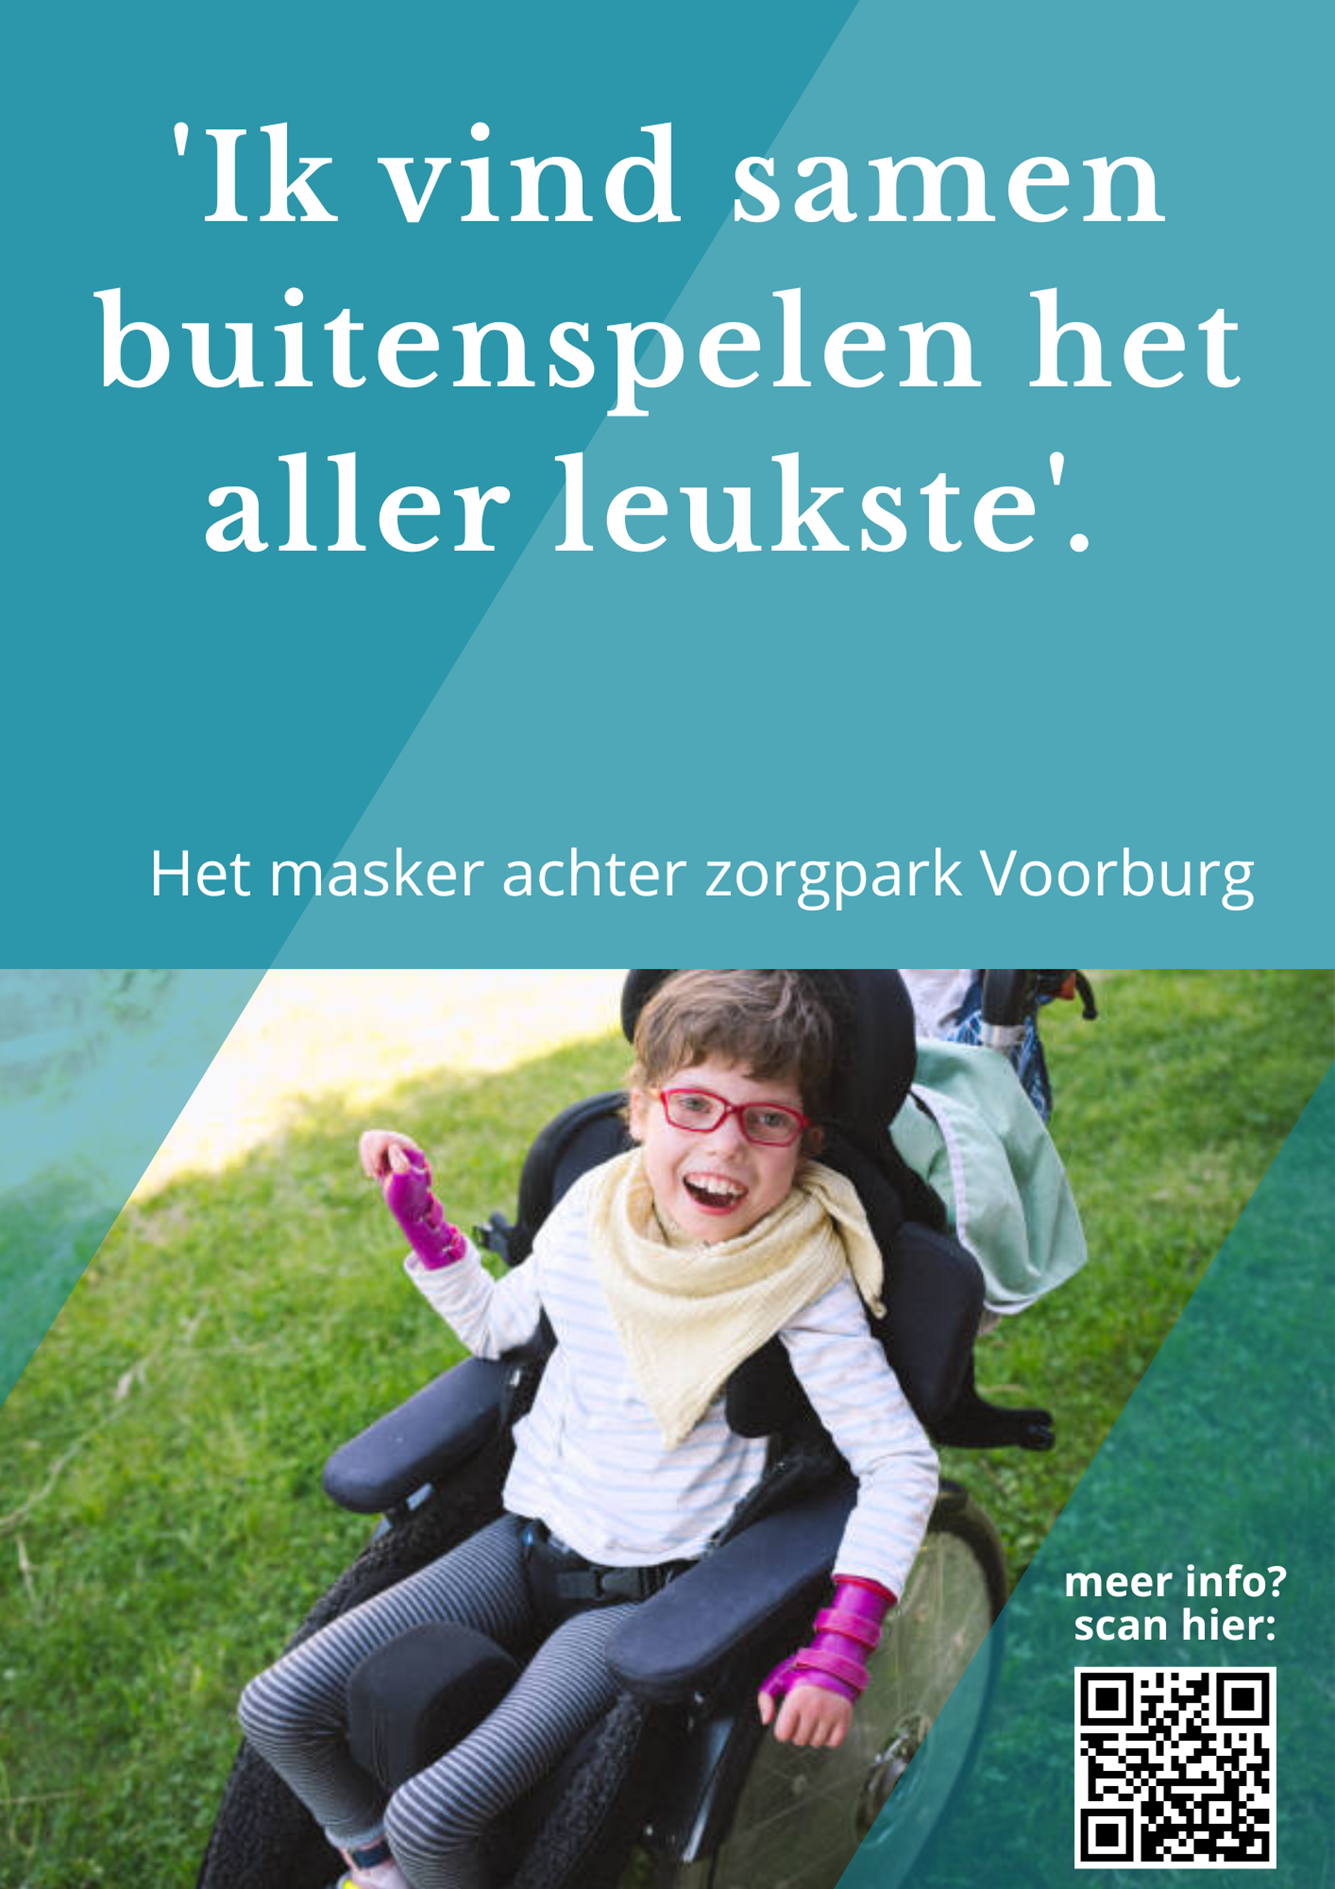 'Ik vind samen
buitenspelen het
aller leukste'.
Het masker achter zorgpark Voorburg
meer info?
scan hier: